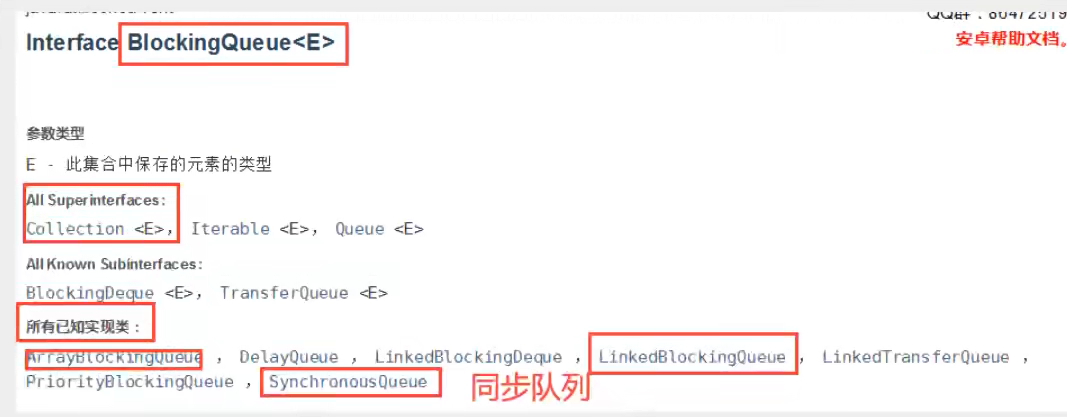 QQ群：80472519
Interface BlockingQueue<E>
安卓帮助文档。
参数类型
E - 此集合中保存的元素的类型
All Superinterfaces:
Collection <E>， Iterable <E>， Queue <E>
All Known Subinterfaces:
BlockingDeque <E>， TransferQueue <E>
所有已知实现类：
ArrayBlockingQueue ， DelayQueue ， LinkedBlockingDeque ， LinkedBlockingQueue ， LinkedTransferQueue ，
PriorityBlockingQueue ， SynchronousQueue 同步队列